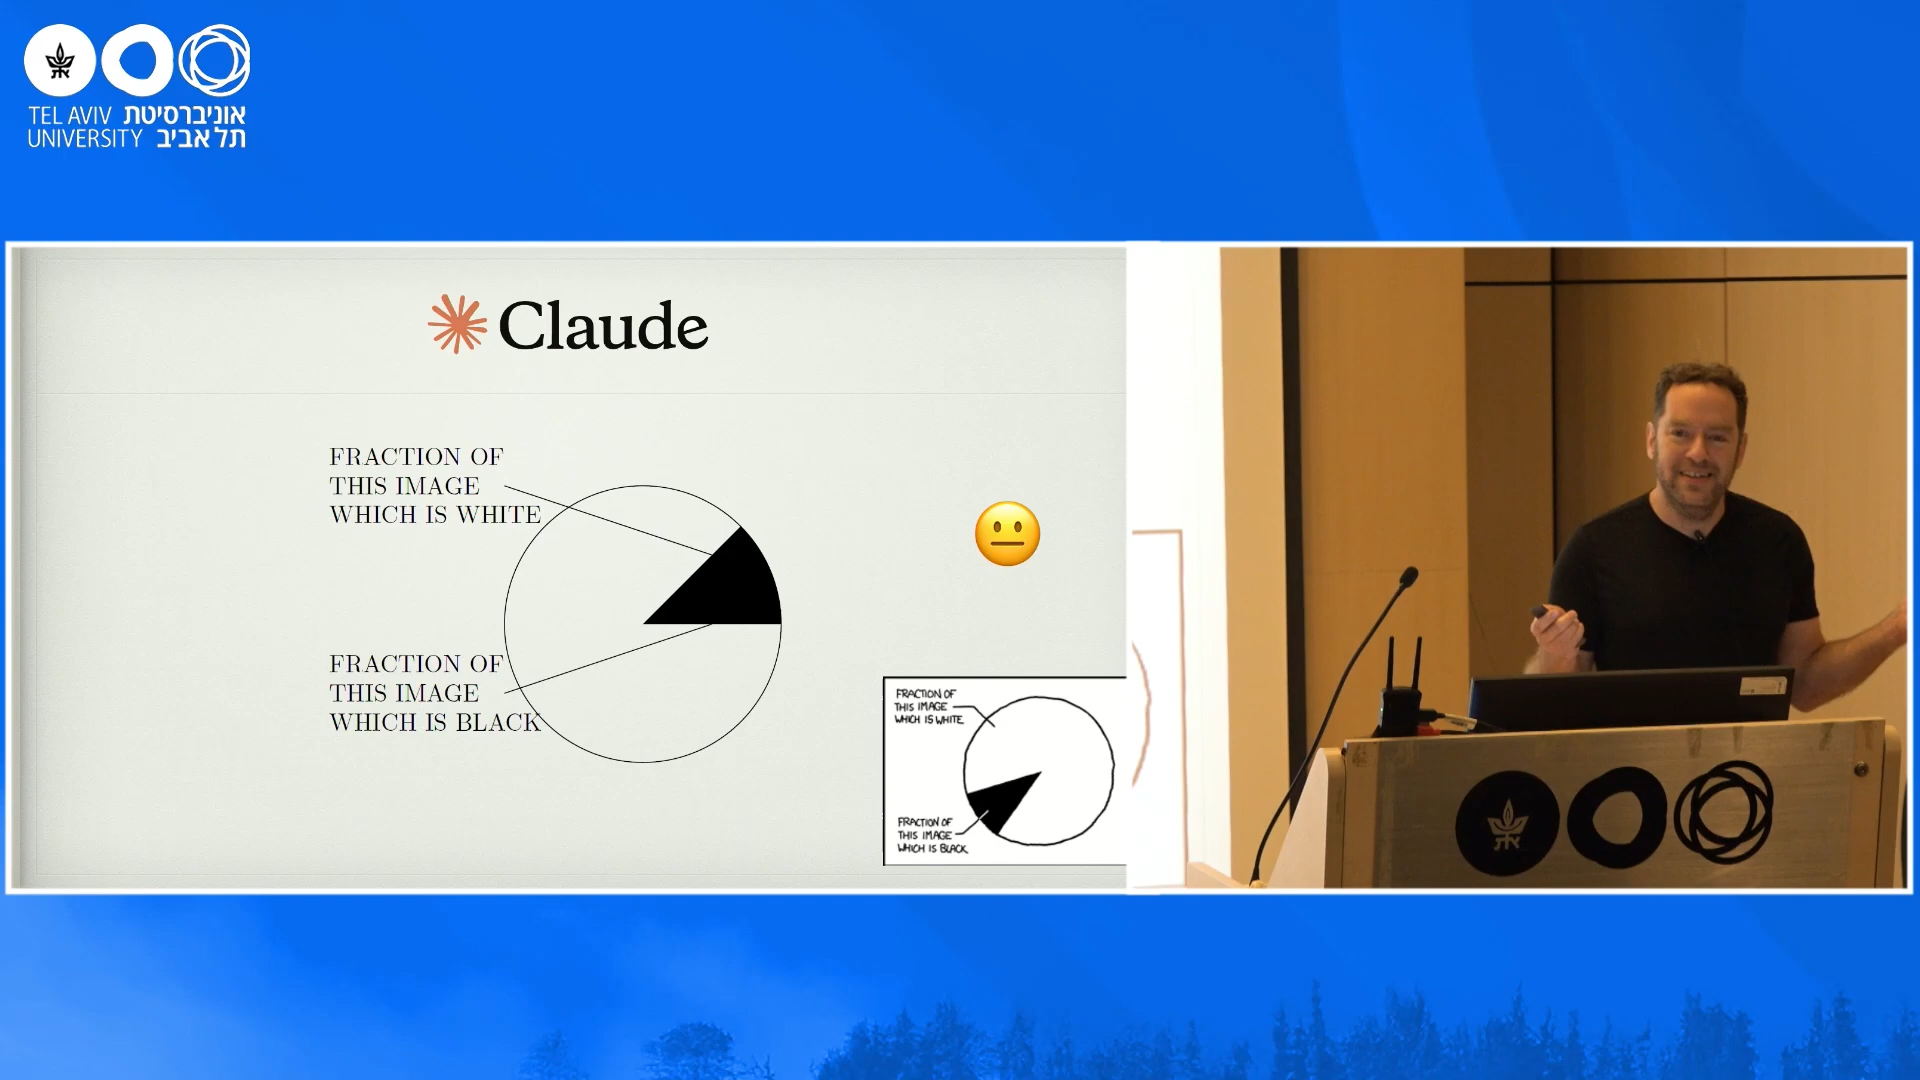 TEL AVIV אוניברסיטת
UNIVERSITY תל אביב
Claude
FRACTION OF
THIS IMAGE
WHICH IS WHITE
FRACTION OF
THIS IMAGE
WHICH IS BLACK
FRACTION OF
THIS IMAGE
WHICH IS WHITE
FRACTION OF
THIS IMAGE
WHICH IS BLACK